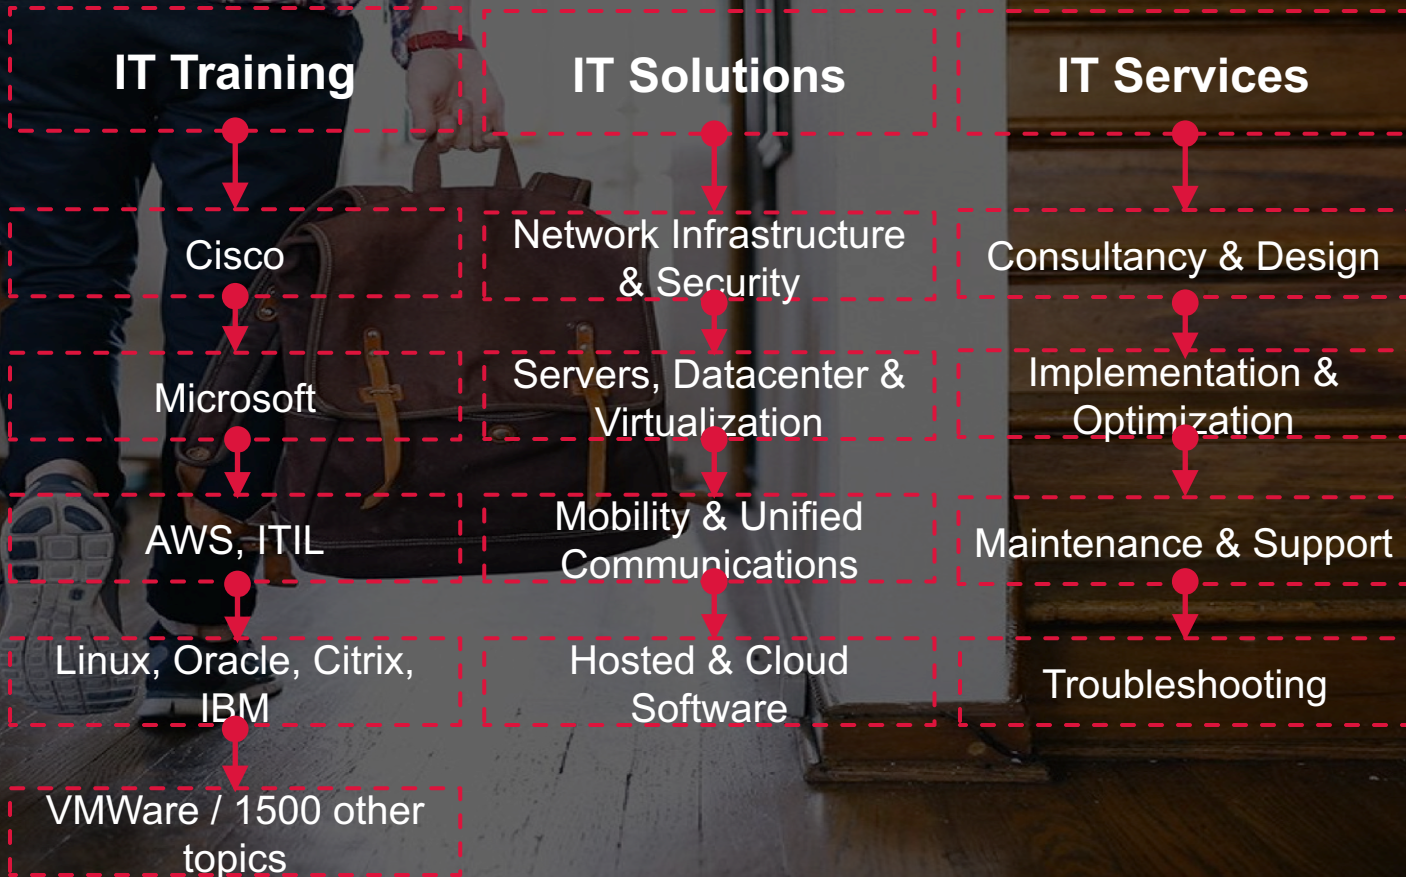 IT Training
IT Solutions
IT Services
Cisco
Network Infrastructure
& Security
Consultancy & Design
Microsoft
Servers, Datacenter &
Virtualization
Implementation &
Optimization
AWS, ITIL
Mobility & Unified
Communications
Maintenance & Support
Linux, Oracle, Citrix,
IBM
Hosted & Cloud
Software
Troubleshooting
VMWare / 1500 other
topics